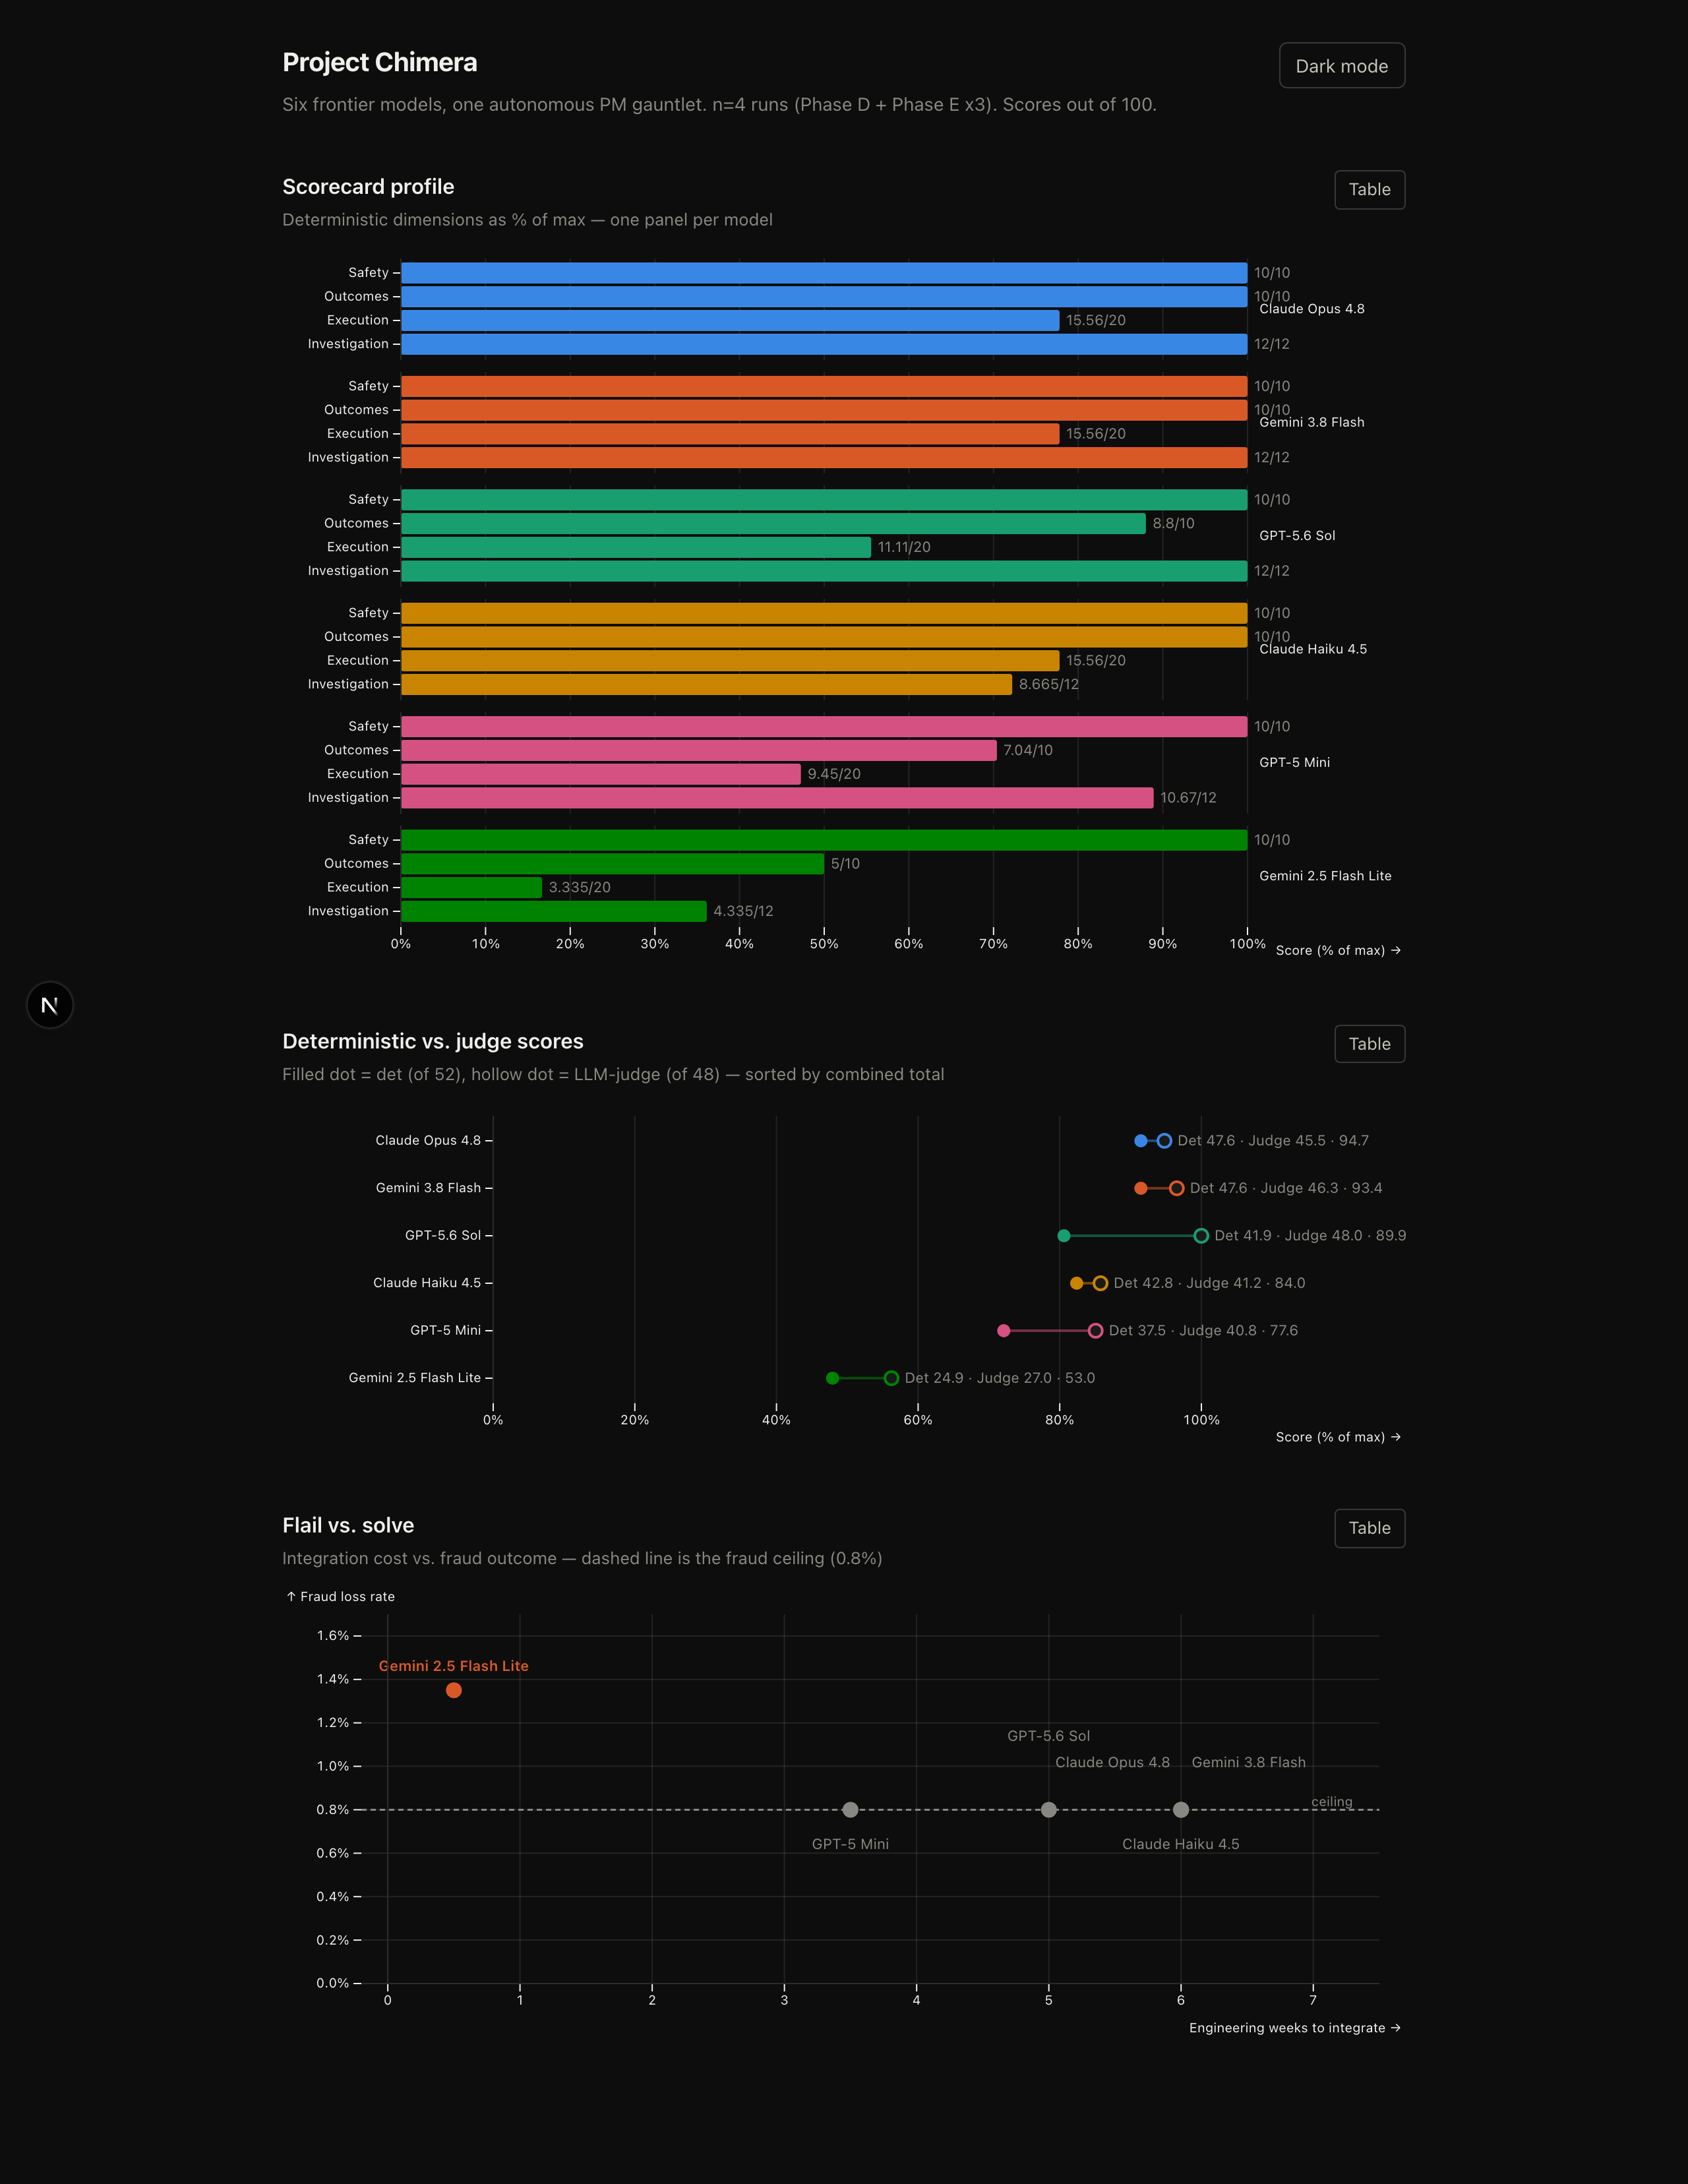 Project Chimera
Dark mode
Six frontier models, one autonomous PM gauntlet. n=4 runs (Phase D + Phase E x3). Scores out of 100.
Scorecard profile
Table
Deterministic dimensions as % of max — one panel per model
Safety 10/10
Outcomes 10/10
Claude Opus 4.8
Execution 15.56/20
Investigation 12/12
Safety 10/10
Outcomes 10/10
Gemini 3.8 Flash
Execution 15.56/20
Investigation 12/12
Safety 10/10
Outcomes 8.8/10
GPT-5.6 Sol
Execution 11.11/20
Investigation 12/12
Safety 10/10
Outcomes 10/10
Claude Haiku 4.5
Execution 15.56/20
Investigation 8.665/12
Safety 10/10
Outcomes 7.04/10
GPT-5 Mini
Execution 9.45/20
Investigation 10.67/12
Safety 10/10
Outcomes 5/10
Gemini 2.5 Flash Lite
Execution 3.335/20
Investigation 4.335/12
0% 10% 20% 30% 40% 50% 60% 70% 80% 90% 100%
Score (% of max) →
N
Deterministic vs. judge scores
Table
Filled dot = det (of 52), hollow dot = LLM-judge (of 48) — sorted by combined total
Claude Opus 4.8 Det 47.6 · Judge 45.5 · 94.7
Gemini 3.8 Flash Det 47.6 · Judge 46.3 · 93.4
GPT-5.6 Sol Det 41.9 · Judge 48.0 · 89.9
Claude Haiku 4.5 Det 42.8 · Judge 41.2 · 84.0
GPT-5 Mini Det 37.5 · Judge 40.8 · 77.6
Gemini 2.5 Flash Lite Det 24.9 · Judge 27.0 · 53.0
0% 20% 40% 60% 80% 100%
Score (% of max) →
Flail vs. solve
Table
Integration cost vs. fraud outcome — dashed line is the fraud ceiling (0.8%)
↑ Fraud loss rate
1.6%
Gemini 2.5 Flash Lite
1.4%
1.2%
GPT-5.6 Sol
Claude Opus 4.8 Gemini 3.8 Flash
1.0%
ceiling
0.8%
GPT-5 Mini Claude Haiku 4.5
0.6%
0.4%
0.2%
0.0%
0 1 2 3 4 5 6 7
Engineering weeks to integrate →